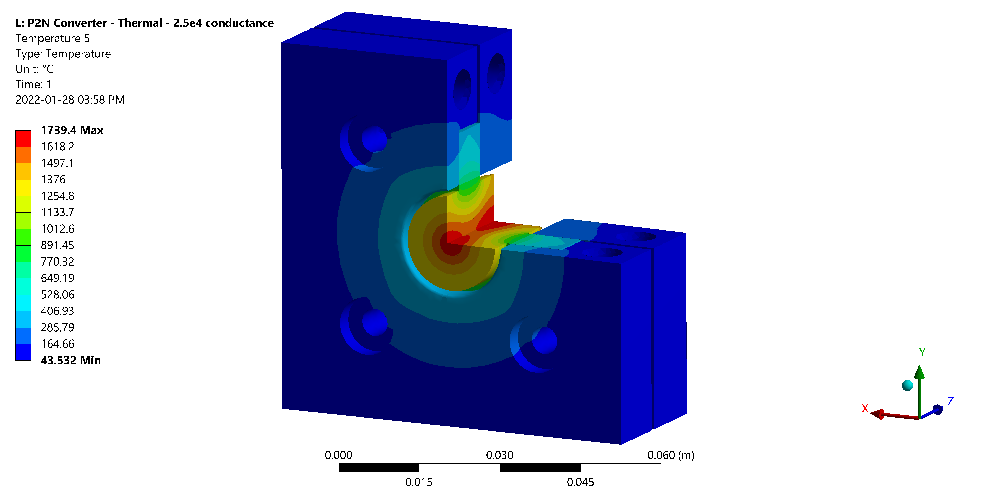 L: P2N Converter - Thermal - 2.5e4 conductance
Temperature 5
Type: Temperature
Unit: °C
Time: 1
2022-01-28 03:58 PM
1739.4 Max
1618.2
1497.1
1376
1254.8
1133.7
1012.6
891.45
770.32
649.19
528.06
406.93
285.79
164.66
43.532 Min
Y
Z
X
0.000 0.030 0.060 (m)
0.015 0.045